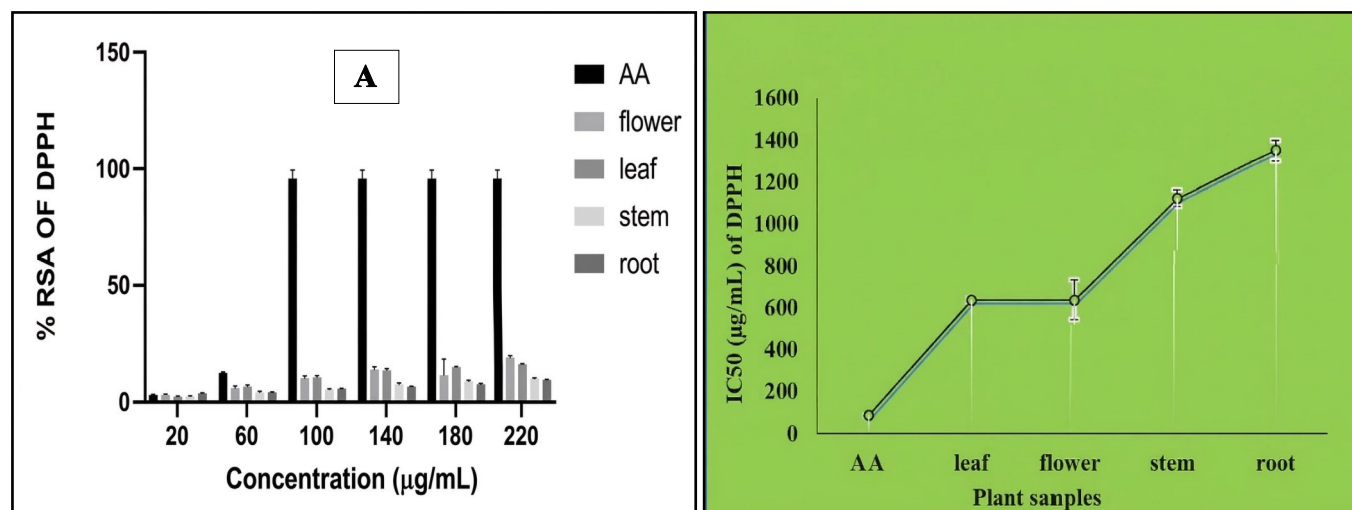 A
% RSA OF DPPH
150
100
50
0
20 60 100 140 180 220
Concentration (μg/mL)
AA
flower
leaf
stem
root
IC50 (μg/mL) of DPPH
1600
1400
1200
1000
800
600
400
200
0
AA leaf flower stem root
Plant sanples